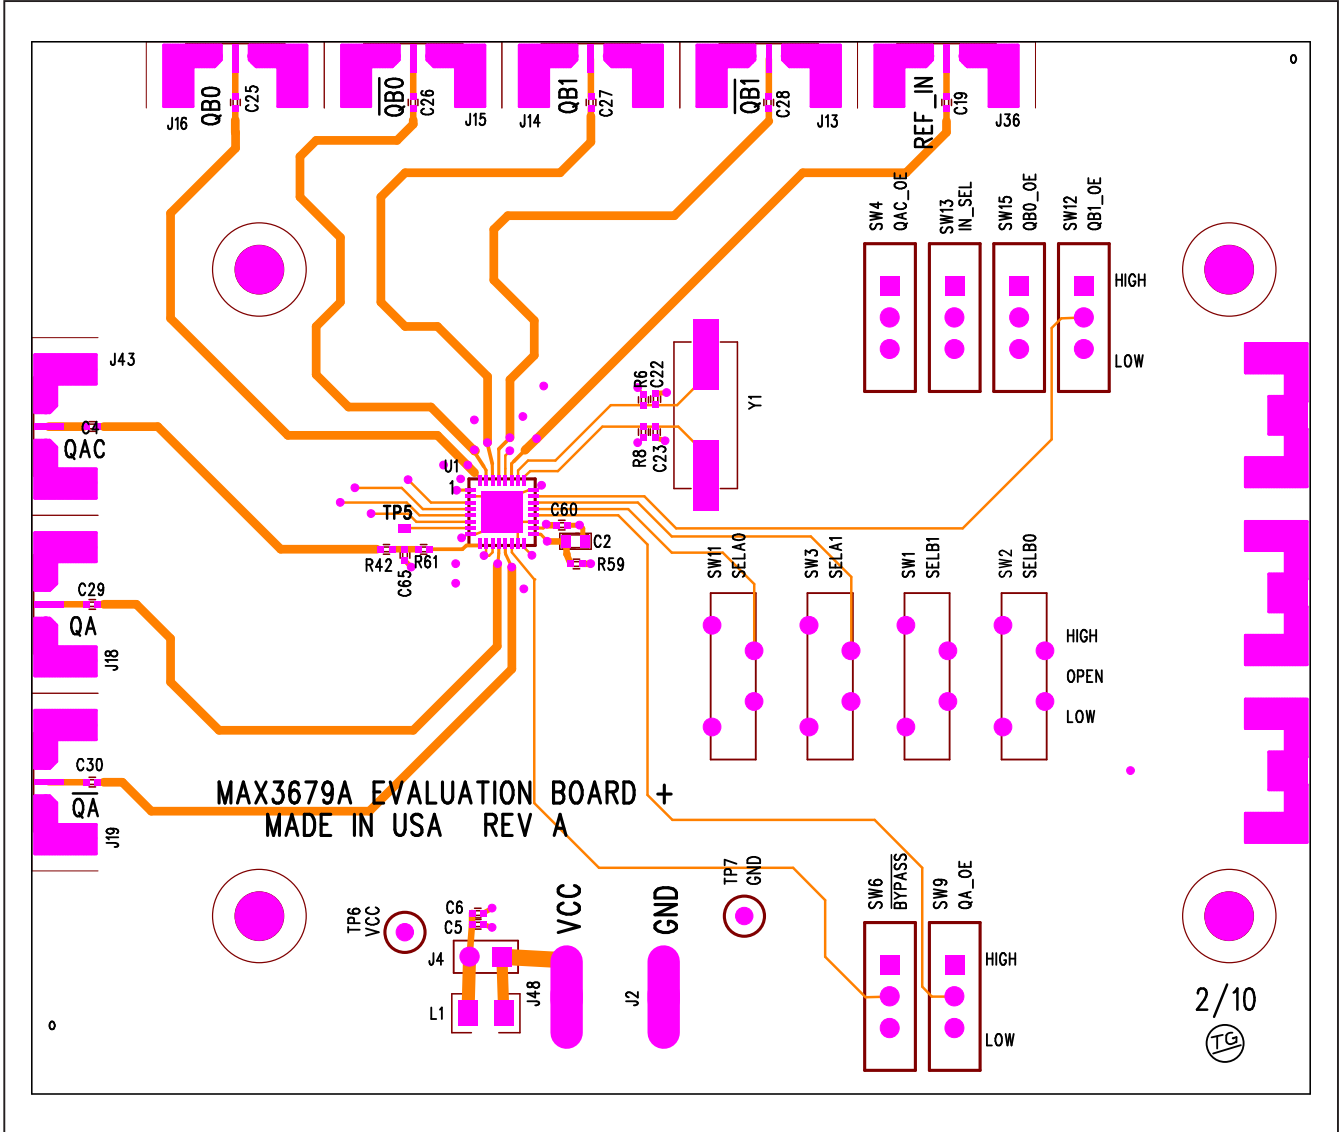 QB0
C25
J16
QB0
C26
J15
QB1
C27
J14
QB1
C28
J13
REF_IN
C19
J36
SW4
QAC_OE
SW13
IN_SEL
SW15
QB0_OE
SW12
QB1_OE
HIGH
LOW
J43
C4
QAC
R6
C22
Y1
R8
C23
U1
1
TP5
C60
C2
R59
R42
C65
R61
SW11
SELA0
SW3
SELA1
SW1
SELB1
SW2
SELB0
HIGH
OPEN
LOW
C29
QA
J18
C30
QA
J19
MAX3679A EVALUATION BOARD +
MADE IN USA REV A
TP6
VCC
C6
C5
J4
L1
J48
VCC
J2
GND
TP7
GND
SW6
BYPASS
SW9
QA_OE
HIGH
LOW
2/10
TG